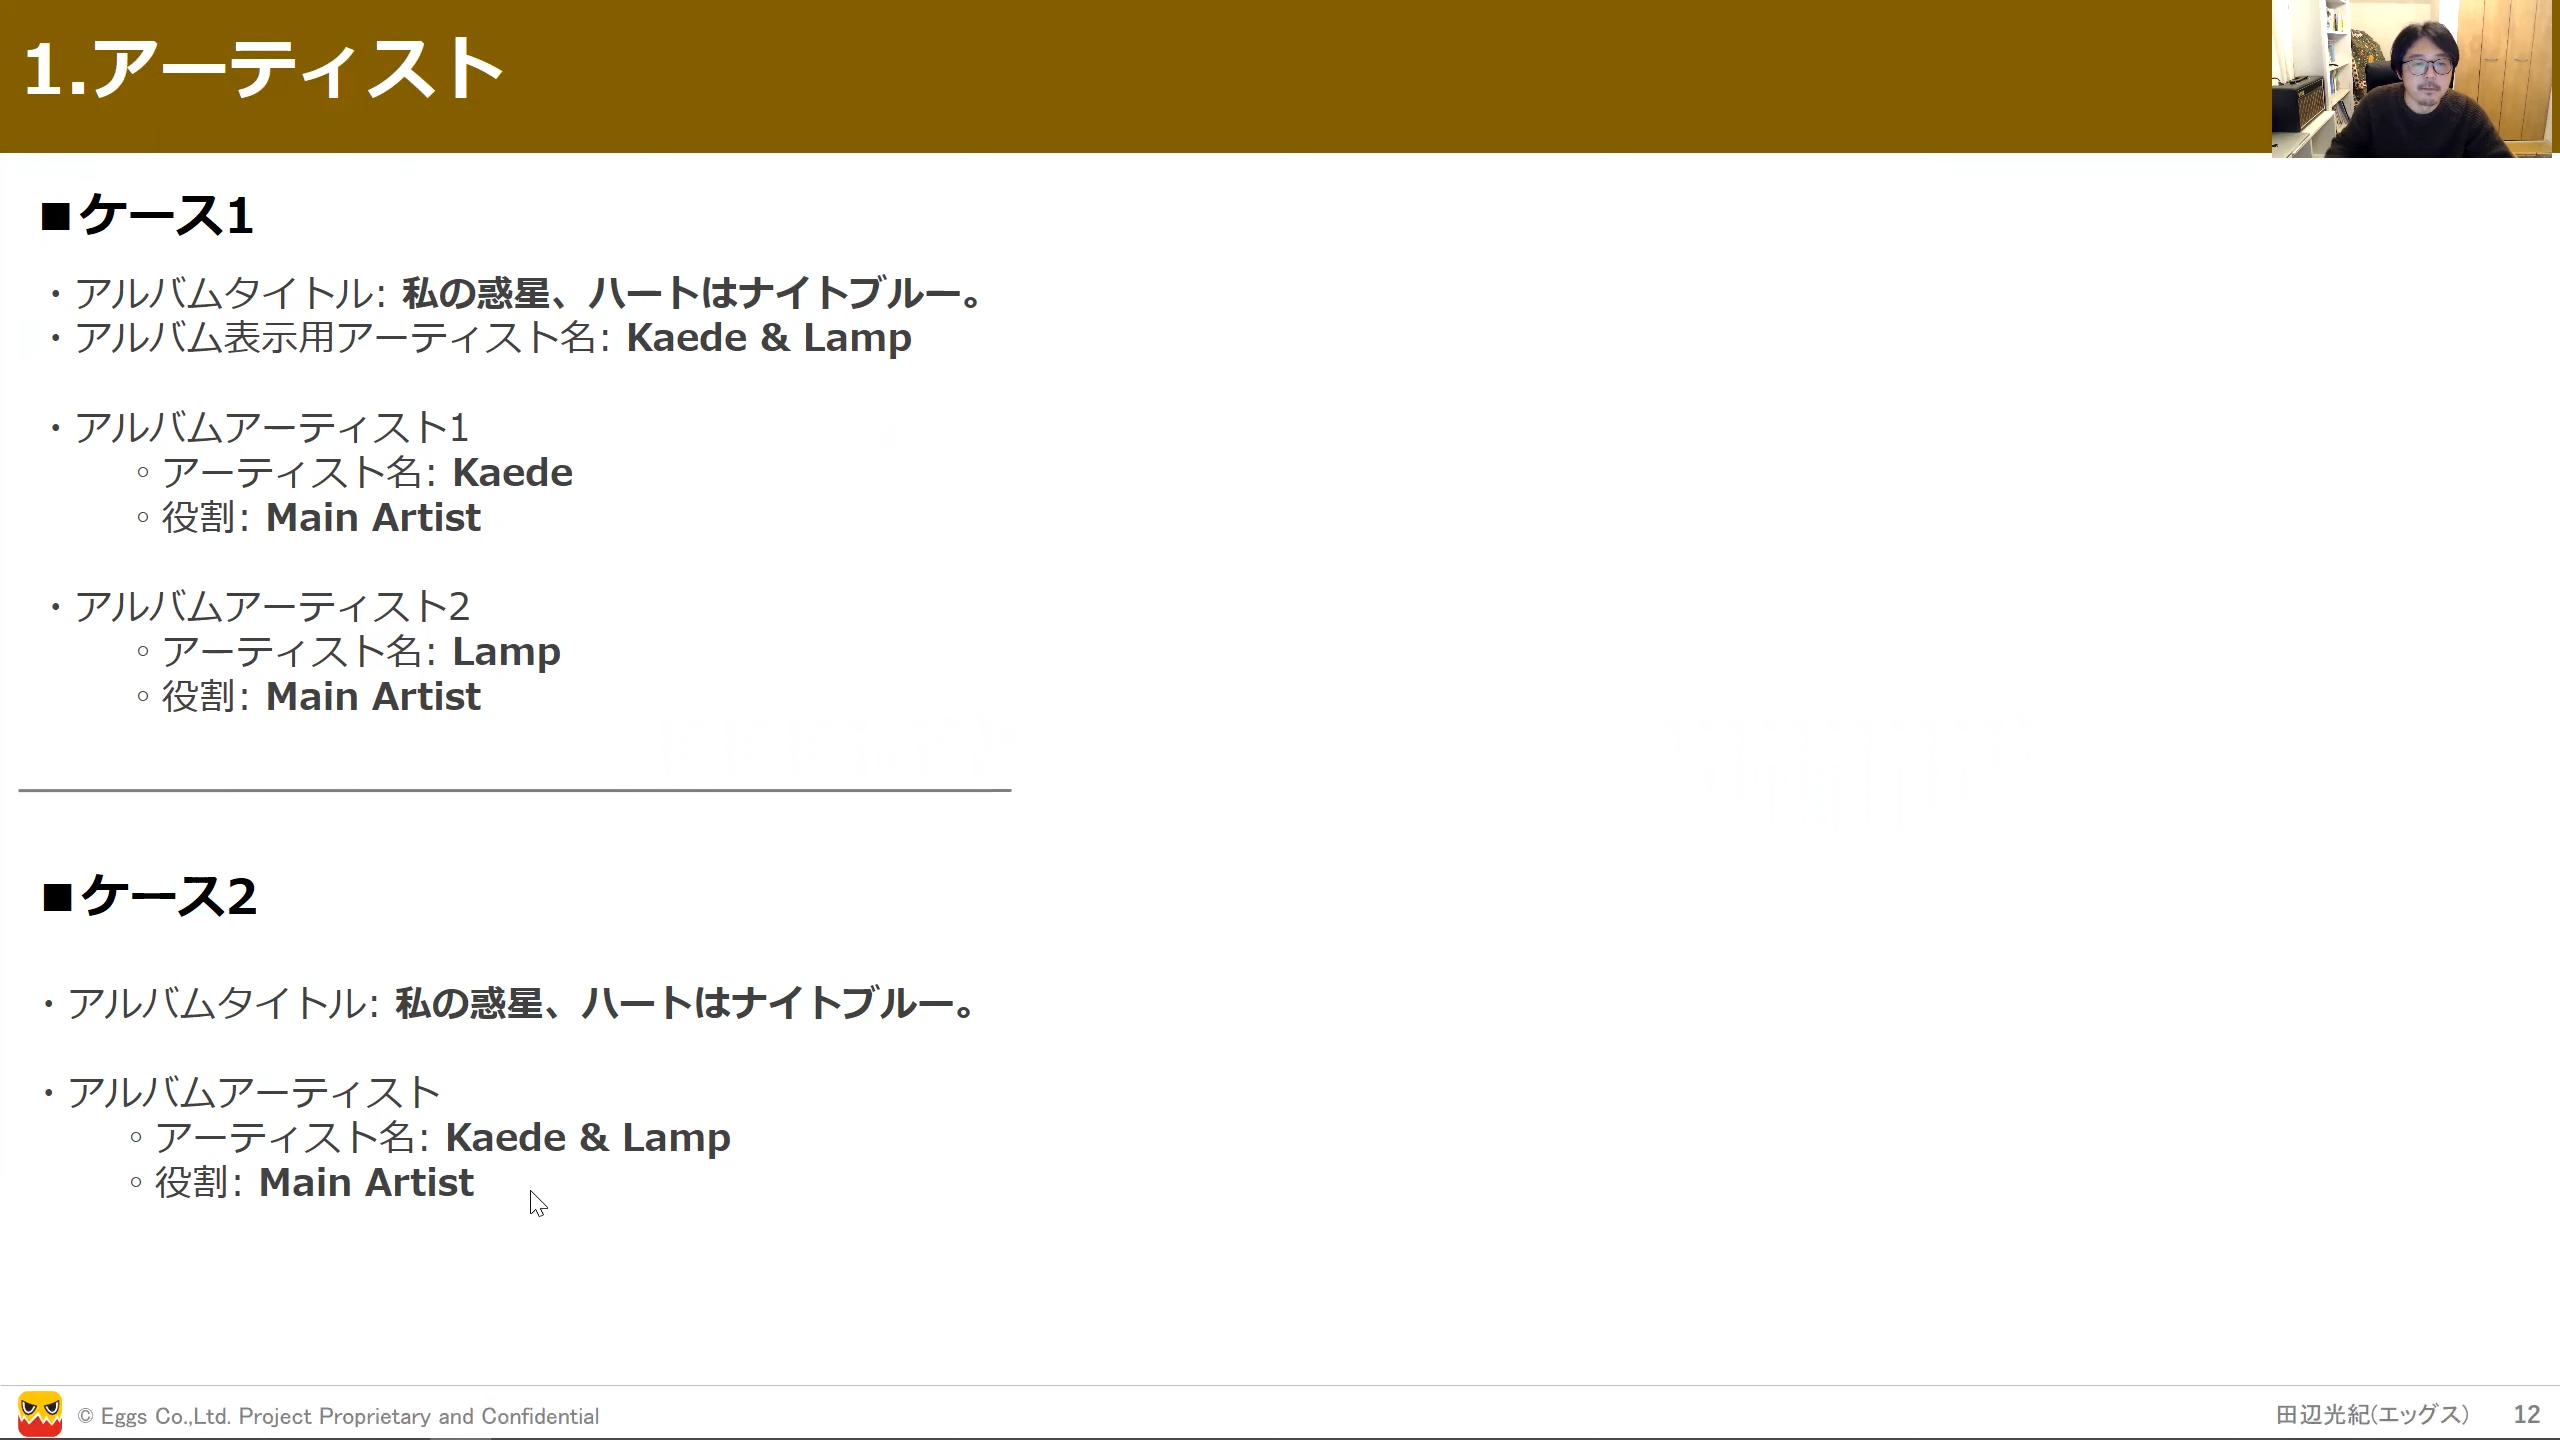 1.アーティスト
■ケース1
・アルバムタイトル: 私の惑星、ハートはナイトブルー。
・アルバム表示用アーティスト名: Kaede & Lamp
・アルバムアーティスト1
◦ アーティスト名: Kaede
◦ 役割: Main Artist
・アルバムアーティスト2
◦ アーティスト名: Lamp
◦ 役割: Main Artist
■ケース2
・アルバムタイトル: 私の惑星、ハートはナイトブルー。
・アルバムアーティスト
◦ アーティスト名: Kaede & Lamp
◦ 役割: Main Artist
© Eggs Co.,Ltd. Project Proprietary and Confidential
田辺光紀(エッグス) 12